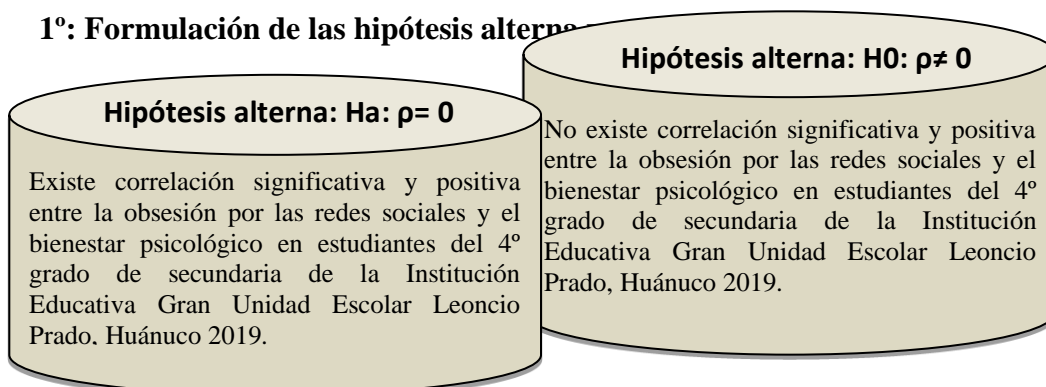 1º: Formulación de las hipótesis alterna
Hipótesis alterna: Ha: ρ= 0
Existe correlación significativa y positiva
entre la obsesión por las redes sociales y el
bienestar psicológico en estudiantes del 4º
grado de secundaria de la Institución
Educativa Gran Unidad Escolar Leoncio
Prado, Huánuco 2019.
Hipótesis alterna: H0: ρ≠ 0
No existe correlación significativa y positiva
entre la obsesión por las redes sociales y el
bienestar psicológico en estudiantes del 4º
grado de secundaria de la Institución
Educativa Gran Unidad Escolar Leoncio
Prado, Huánuco 2019.